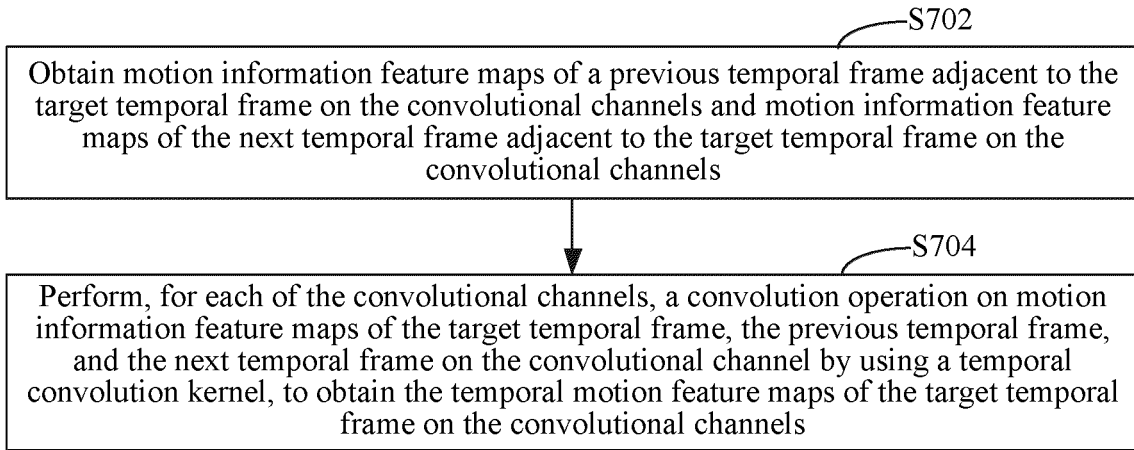 S702
Obtain motion information feature maps of a previous temporal frame adjacent to the
target temporal frame on the convolutional channels and motion information feature
maps of the next temporal frame adjacent to the target temporal frame on the
convolutional channels
S704
Perform, for each of the convolutional channels, a convolution operation on motion
information feature maps of the target temporal frame, the previous temporal frame,
and the next temporal frame on the convolutional channel by using a temporal
convolution kernel, to obtain the temporal motion feature maps of the target temporal
frame on the convolutional channels